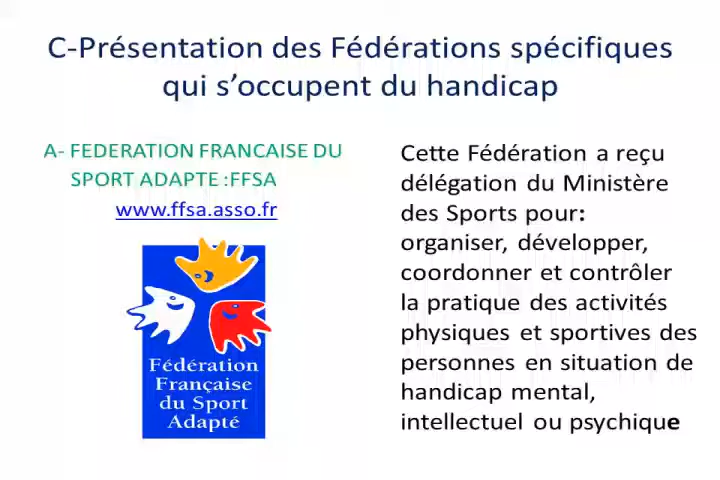 C-Présentation des Fédérations spécifiques
qui s’occupent du handicap
A- FEDERATION FRANCAISE DU
SPORT ADAPTE :FFSA
www.ffsa.asso.fr
Fédération
Française
du Sport
Adapté
Cette Fédération a reçu
délégation du Ministère
des Sports pour:
organiser, développer,
coordonner et contrôler
la pratique des activités
physiques et sportives des
personnes en situation de
handicap mental,
intellectuel ou psychique